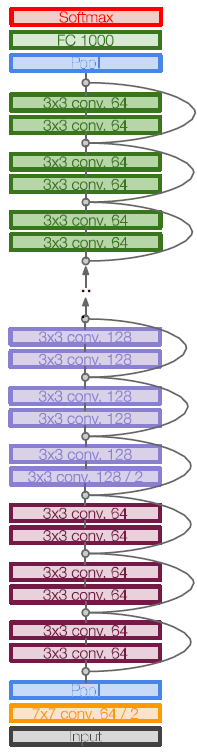 Softmax
FC 1000
Pool
3x3 conv, 64
3x3 conv, 64
3x3 conv, 64
3x3 conv, 64
3x3 conv, 64
3x3 conv, 64
..
3x3 conv, 128
3x3 conv, 128
3x3 conv, 128
3x3 conv, 128
3x3 conv, 128
3x3 conv, 128 / 2
3x3 conv, 64
3x3 conv, 64
3x3 conv, 64
3x3 conv, 64
3x3 conv, 64
3x3 conv, 64
Pool
7x7 conv, 64 / 2
Input